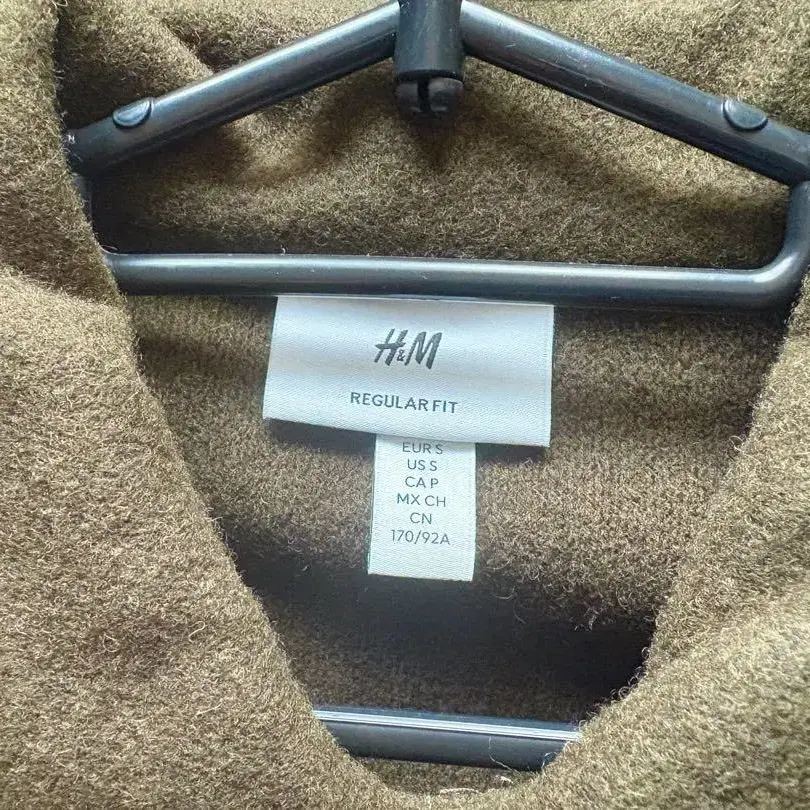 H&M
REGULAR FIT
EUR S
US S
CA P
MX CH
CN
170/92A